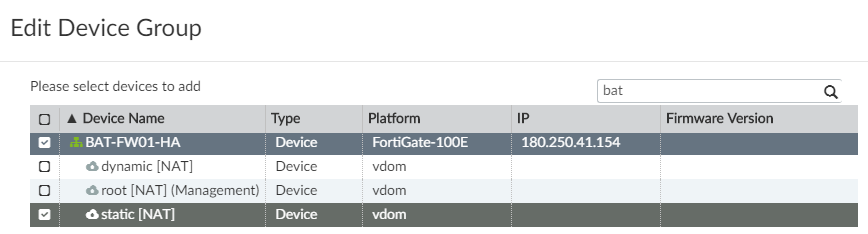 Edit Device Group
Please select devices to add
bat
Device Name Type Platform IP Firmware Version
BAT-FW01-HA Device FortiGate-100E 180.250.41.154
dynamic [NAT] Device vdom
root [NAT] (Management) Device vdom
static [NAT] Device vdom